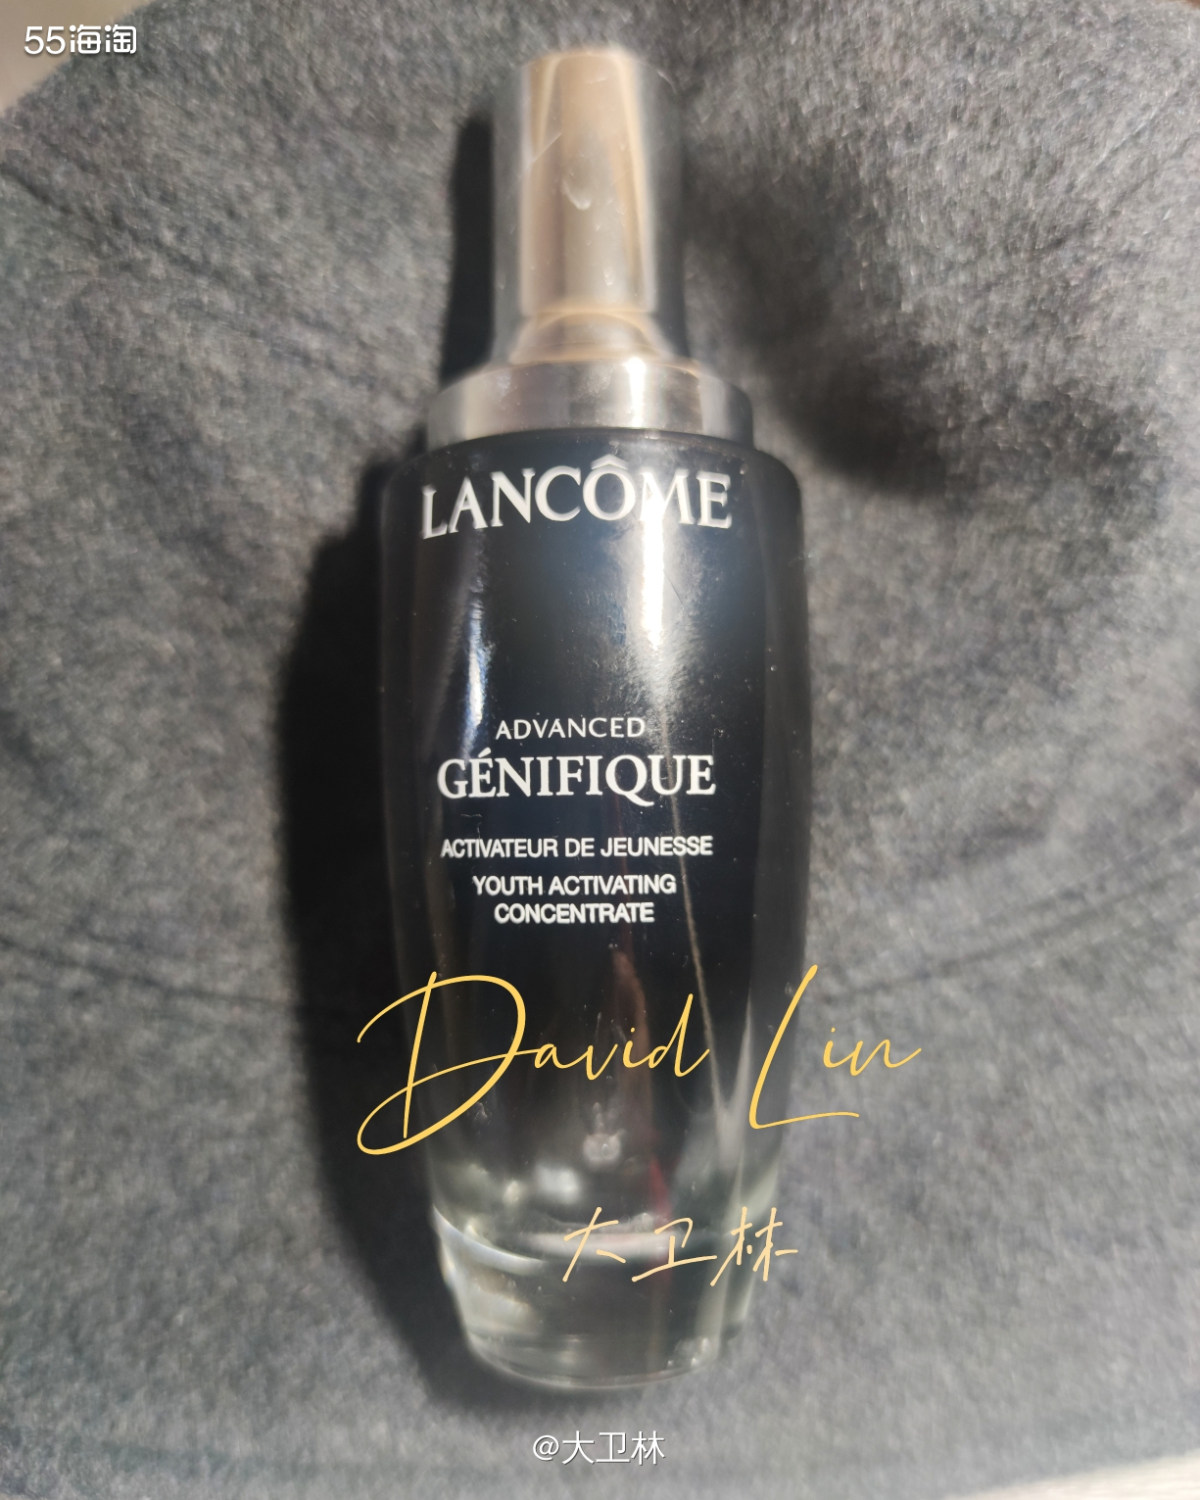 55海淘
LANCÔME
ADVANCED
GÉNIFIQUE
ACTIVATEUR DE JEUNESSE
YOUTH ACTIVATING
CONCENTRATE
David Lin
大卫林
@大卫林